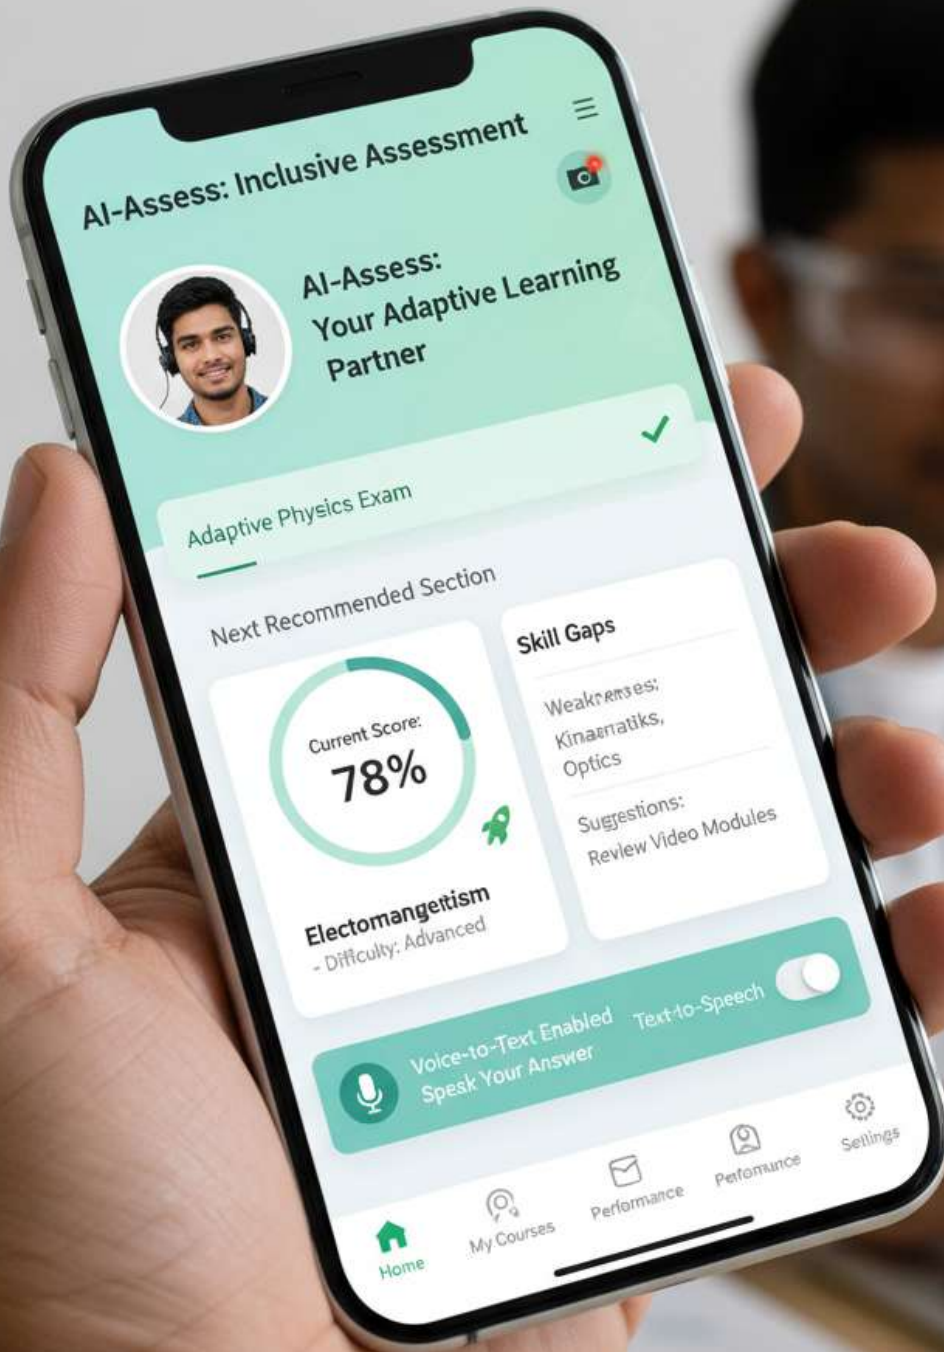 AI-Assess: Inclusive Assessment
AI-Assess:
Your Adaptive Learning
Partner
Adaptive Physics Exam
Next Recommended Section
Current Score:
78%
Electomangertism
- Difficulty: Advanced
Skill Gaps
Optics
Suggestions:
Review Video Modules
Voice-to-Text Enabled
Spesk Your Answer
Text-to-Speech
Home
My Courses
Performance
Perfomunce
Settings